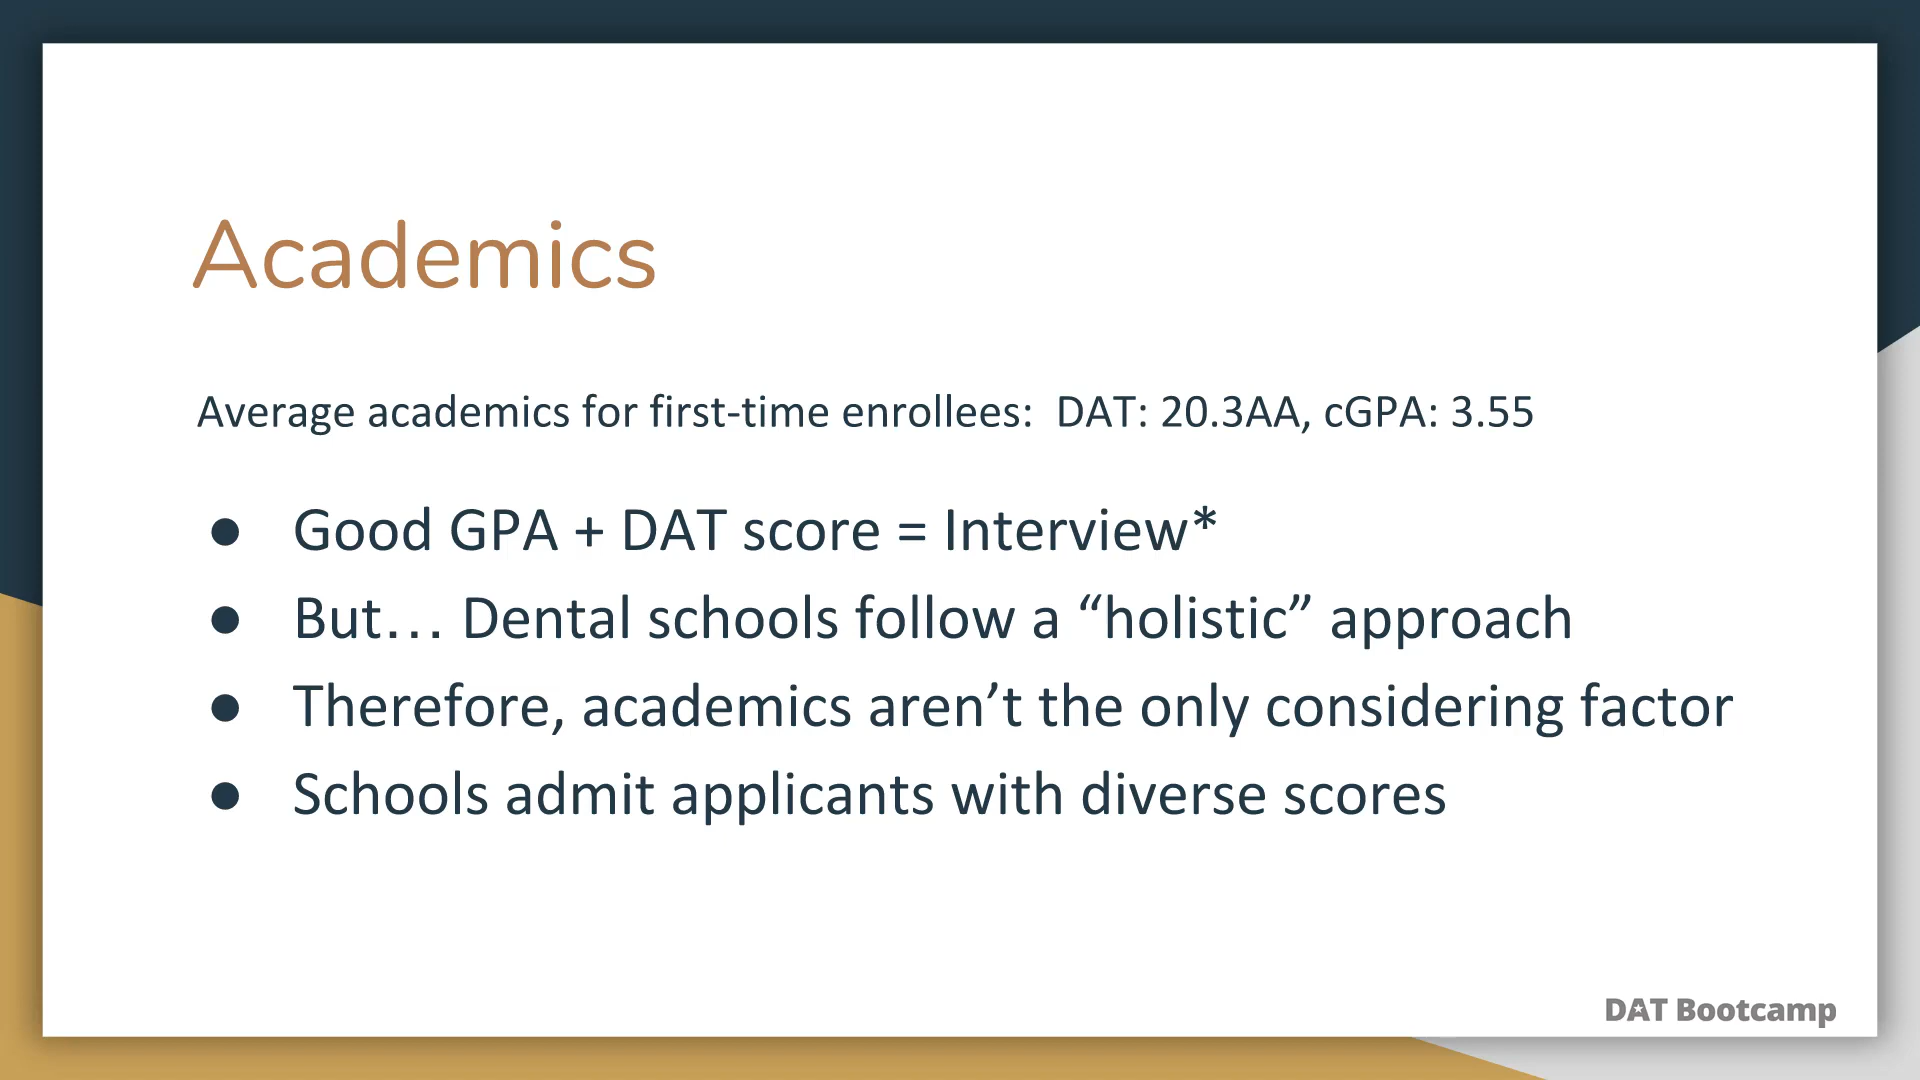 Academics
Average academics for first-time enrollees:  DAT: 20.3AA, cGPA: 3.55
● Good GPA + DAT score = Interview*
● But… Dental schools follow a “holistic” approach
● Therefore, academics aren’t the only considering factor
● Schools admit applicants with diverse scores
DAT Bootcamp